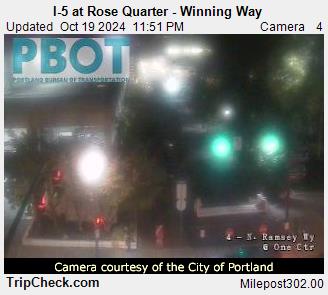 I-5 at Rose Quarter - Winning Way
Updated Oct 19 2024 11:51 PM Camera 4
PBOT
PORTLAND BUREAU OF TRANSPORTATION
4 - N. Ramsey Wy
@ One Ctr
Camera courtesy of the City of Portland
TripCheck.com Milepost302.00